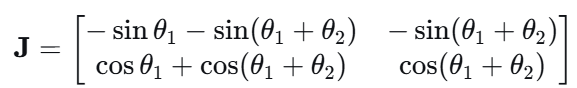 J = [ − sin θ₁ − sin(θ₁ + θ₂)   − sin(θ₁ + θ₂) ]
[ cos θ₁ + cos(θ₁ + θ₂)   cos(θ₁ + θ₂) ]